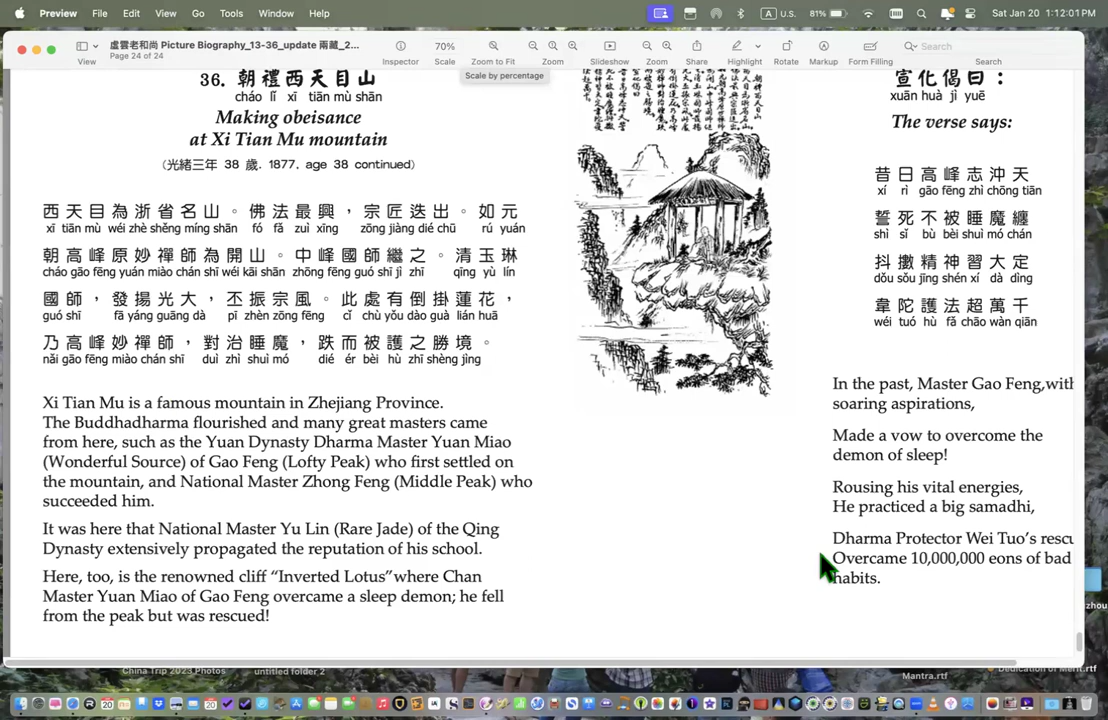 Preview File Edit View Go Tools Window Help
A U.S. 81% Sat Jan 20 1:12:01 PM
虛雲老和尚 Picture Biography_13-36_update 兩藏_2...
Page 24 of 24
View
70%
Inspector Scale Zoom to Fit Zoom Slideshow Zoom Share Highlight Rotate Markup Form Filling Search
Search
Scale by percentage
36. 朝禮西天目山
cháo lǐ xī tiān mù shān
Making obeisance
at Xi Tian Mu mountain
(光緒三年 38 歲. 1877. age 38 continued)
西天目為浙省名山。佛法最興，宗匠迭出。如元
xī tiān mù wéi zhè shěng míng shān fó fǎ zuì xīng zōng jiàng dié chū rú yuán
朝高峰原妙禪師為開山。中峰國師繼之。清玉琳
cháo gāo fēng yuán miào chán shī wéi kāi shān zhōng fēng guó shī jì zhī qīng yù lín
國師，發揚光大，丕振宗風。此處有倒掛蓮花，
guó shī fā yáng guāng dà pī zhèn zōng fēng cǐ chù yǒu dào guà lián huā
乃高峰妙禪師，對治睡魔，跌而被護之勝境。
nǎi gāo fēng miào chán shī duì zhì shuì mó dié ér bèi hù zhī shèng jìng
Xi Tian Mu is a famous mountain in Zhejiang Province.
The Buddhadharma flourished and many great masters came
from here, such as the Yuan Dynasty Dharma Master Yuan Miao
(Wonderful Source) of Gao Feng (Lofty Peak) who first settled on
the mountain, and National Master Zhong Feng (Middle Peak) who
succeeded him.
It was here that National Master Yu Lin (Rare Jade) of the Qing
Dynasty extensively propagated the reputation of his school.
Here, too, is the renowned cliff “Inverted Lotus”where Chan
Master Yuan Miao of Gao Feng overcame a sleep demon; he fell
from the peak but was rescued!
宣化偈曰：
xuān huà jì yuē
The verse says:
昔日高峰志沖天
xí rì gāo fēng zhì chōng tiān
誓死不被睡魔纏
shì sǐ bù bèi shuì mó chán
抖擻精神習大定
dǒu sǒu jīng shén xí dà dìng
韋陀護法超萬千
wéi tuó hù fǎ chāo wàn qiān
In the past, Master Gao Feng,with
soaring aspirations,
Made a vow to overcome the
demon of sleep!
Rousing his vital energies,
He practiced a big samadhi,
Dharma Protector Wei Tuo’s rescu
Overcame 10,000,000 eons of bad
habits.
China Trip 2023 Photos untitled folder 2
Dedication of Merit.rtf
Mantra.rtf